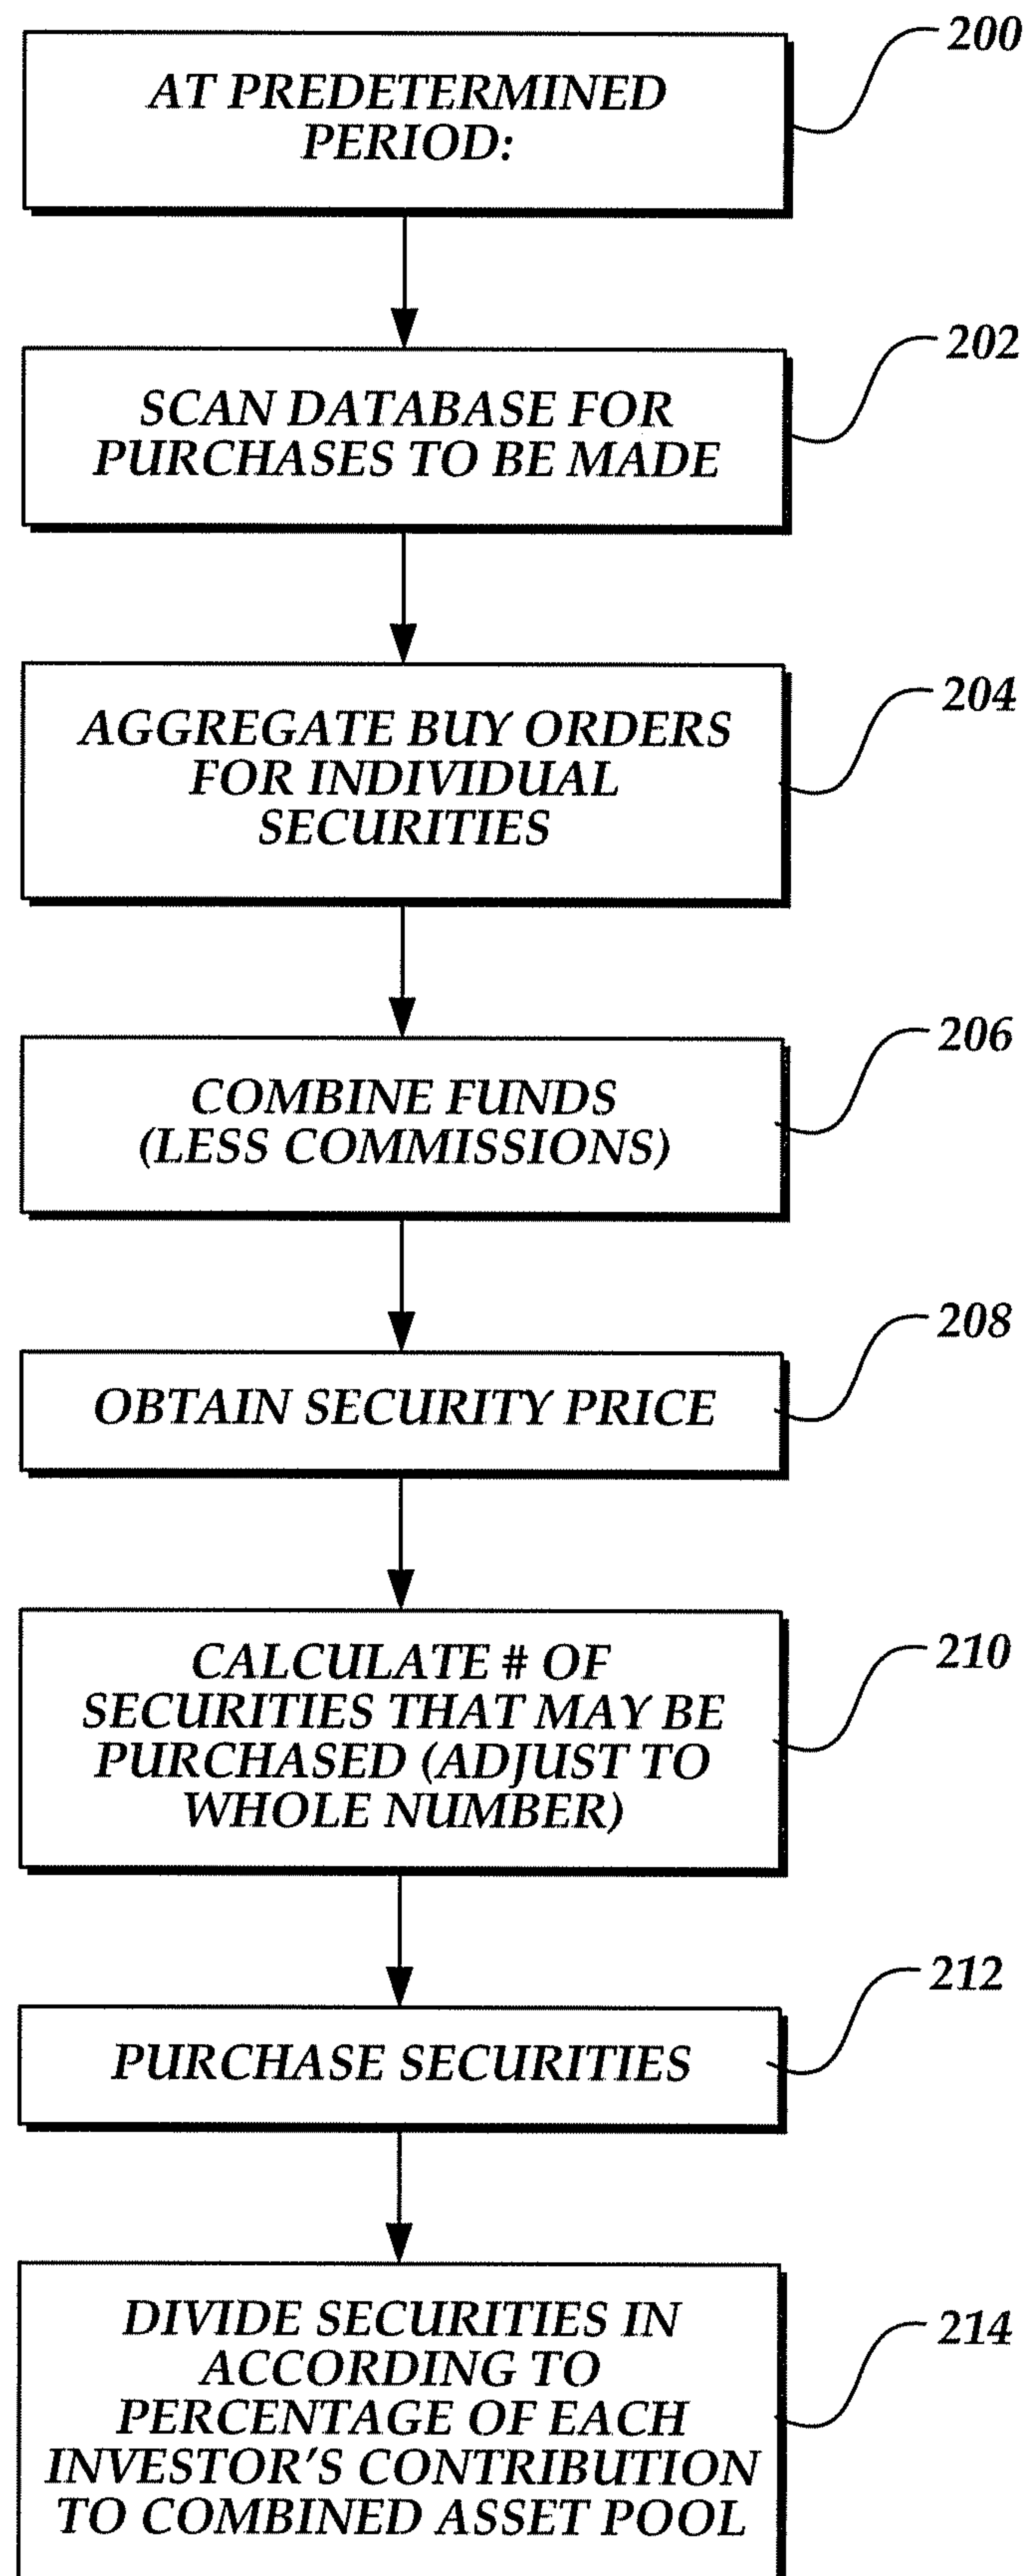 200
AT PREDETERMINED
PERIOD:
202
SCAN DATABASE FOR
PURCHASES TO BE MADE
204
AGGREGATE BUY ORDERS
FOR INDIVIDUAL
SECURITIES
206
COMBINE FUNDS
(LESS COMMISSIONS)
208
OBTAIN SECURITY PRICE
210
CALCULATE # OF
SECURITIES THAT MAY BE
PURCHASED (ADJUST TO
WHOLE NUMBER)
212
PURCHASE SECURITIES
214
DIVIDE SECURITIES IN
ACCORDING TO
PERCENTAGE OF EACH
INVESTOR'S CONTRIBUTION
TO COMBINED ASSET POOL